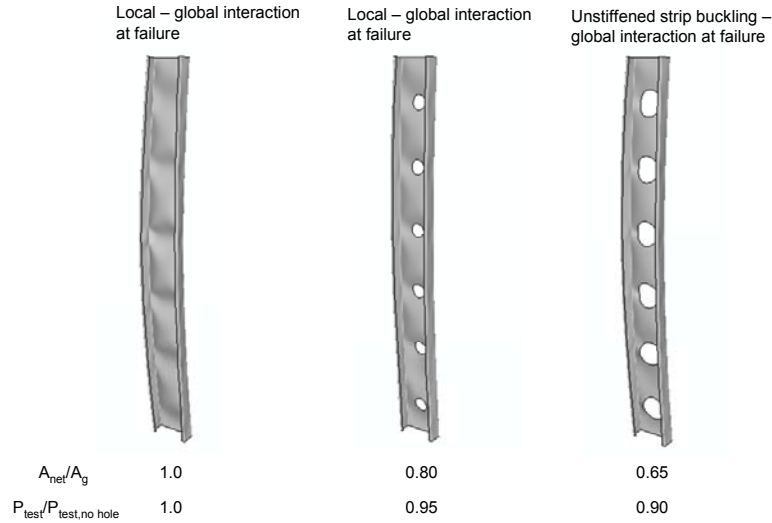 Local – global interaction
at failure
Local – global interaction
at failure
Unstiffened strip buckling –
global interaction at failure
Anet/Ag 1.0 0.80 0.65
Ptest/Ptest,no hole 1.0 0.95 0.90